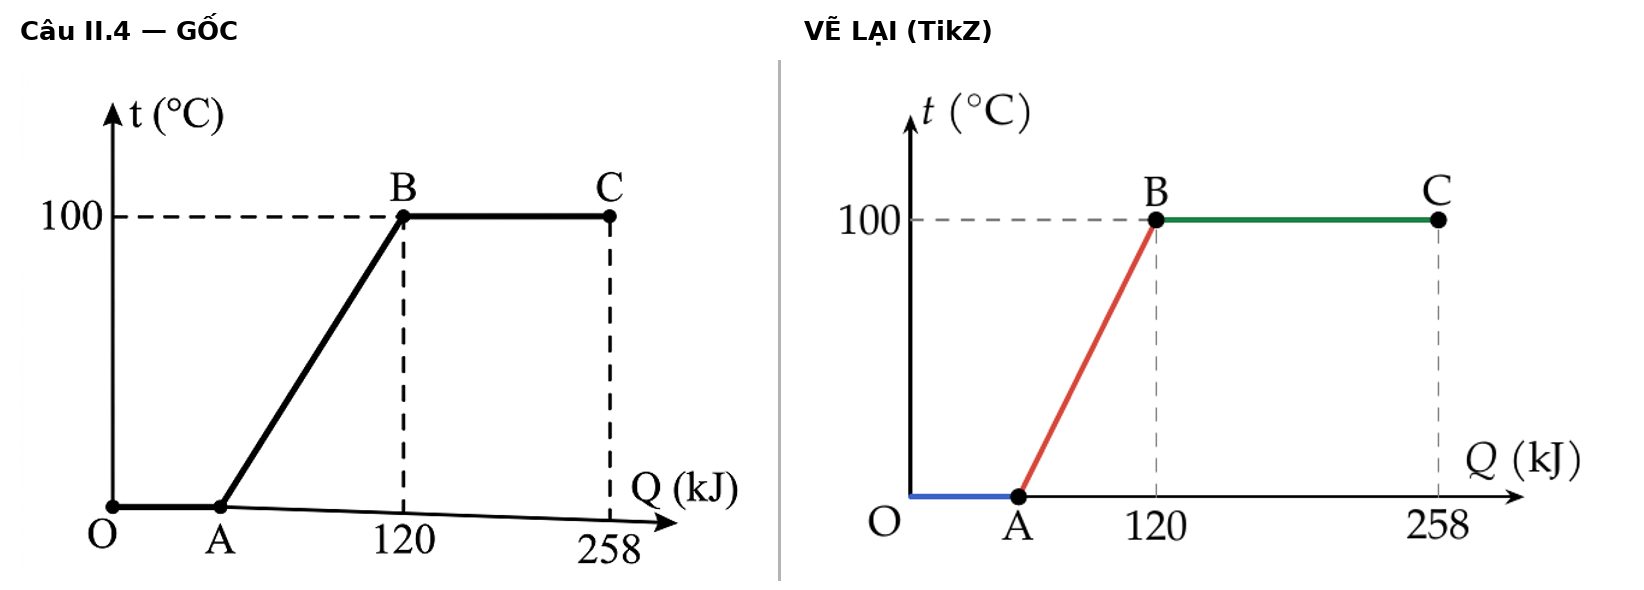 Câu II.4 — GỐC
t (°C)
B
C
100
Q (kJ)
O
A
120
258
VẼ LẠI (TikZ)
t (°C)
B
C
100
Q (kJ)
O
A
120
258